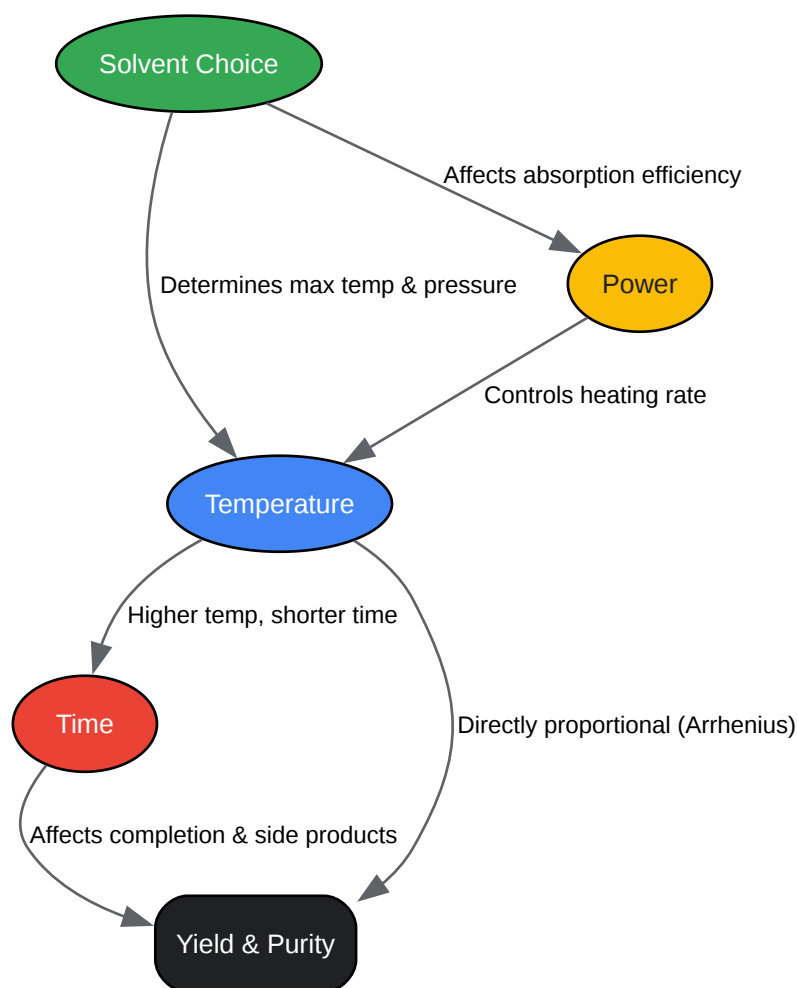 Solvent Choice
Affects absorption efficiency
Determines max temp & pressure
Power
Controls heating rate
Temperature
Higher temp, shorter time
Time
Directly proportional (Arrhenius)
Affects completion & side products
Yield & Purity